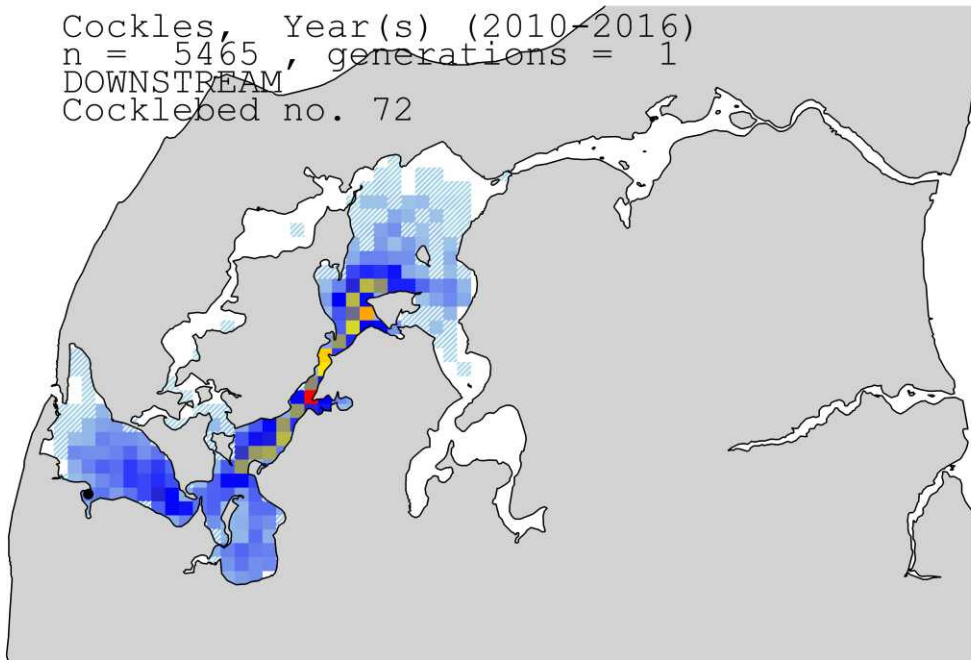 Cockles, Year(s) (2010-2016)
n = 5465 , generations = 1
DOWNSTREAM
Cocklebed no. 72